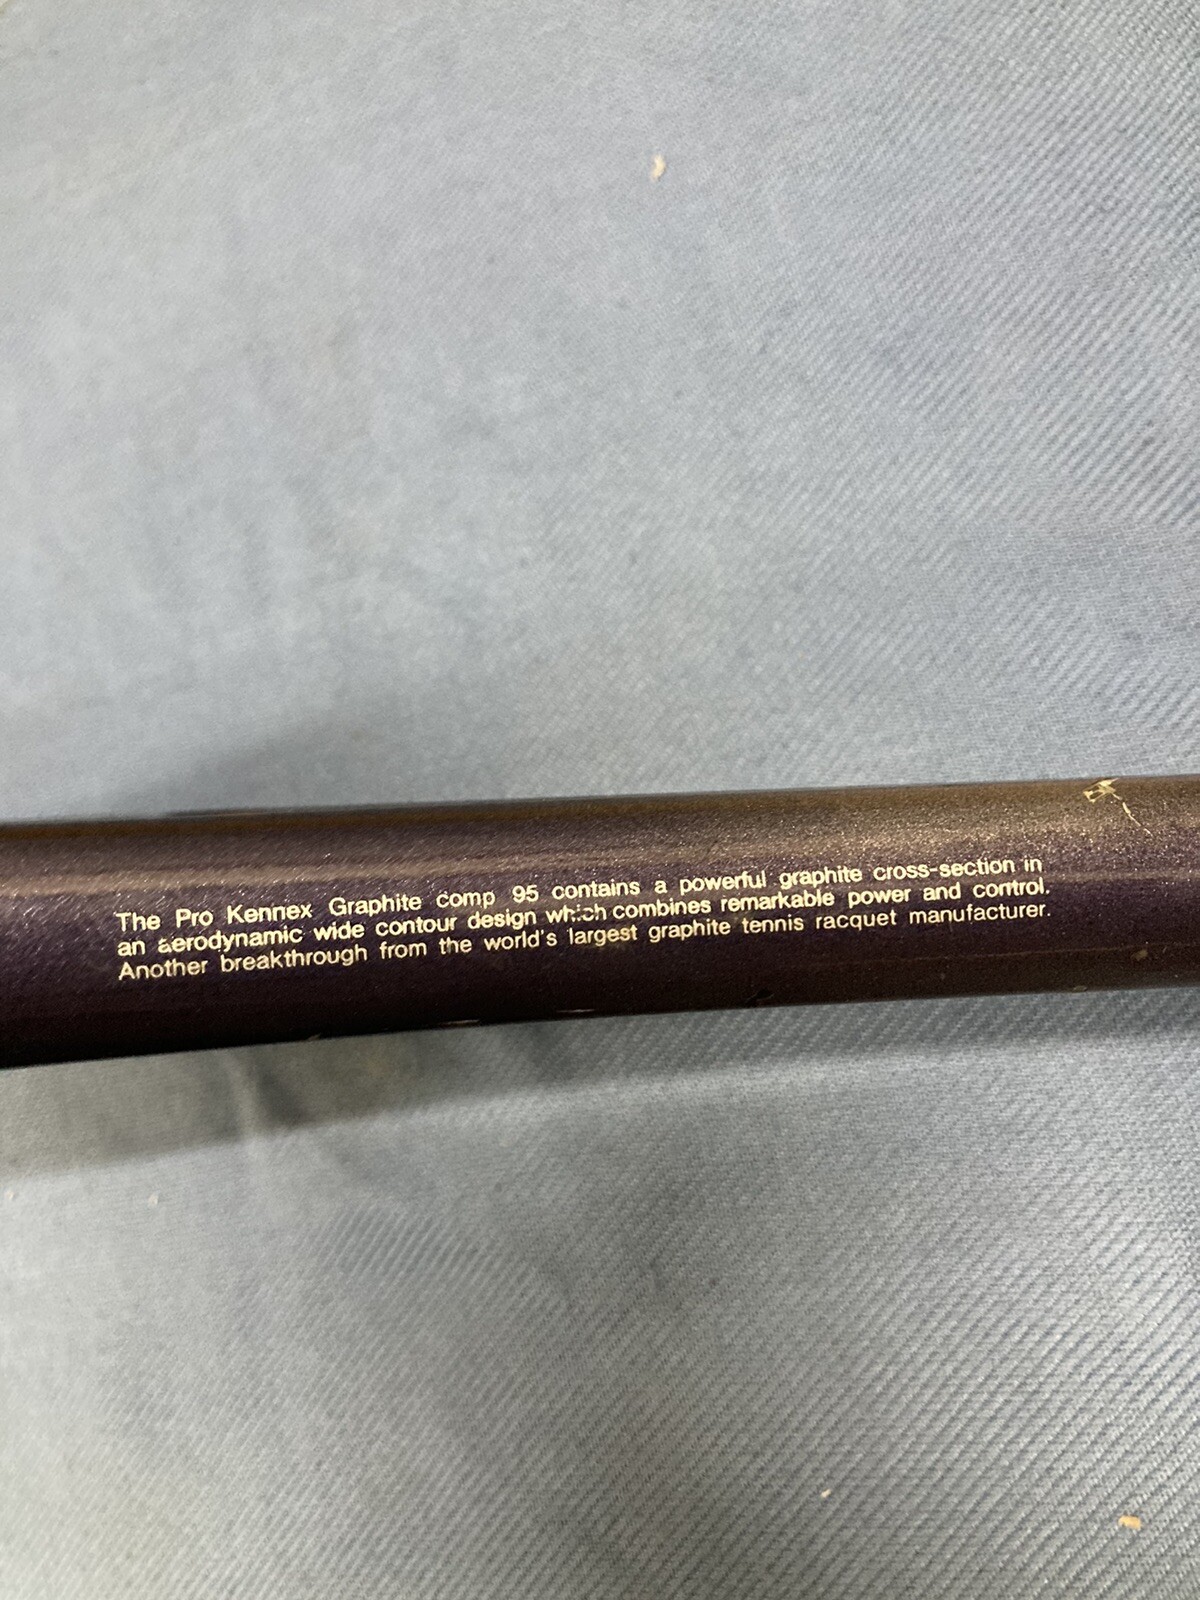 The Pro Kennex Graphite comp 95 contains a powerful graphite cross-section in
an aerodynamic wide contour design which combines remarkable power and control.
Another breakthrough from the world's largest graphite tennis racquet manufacturer.